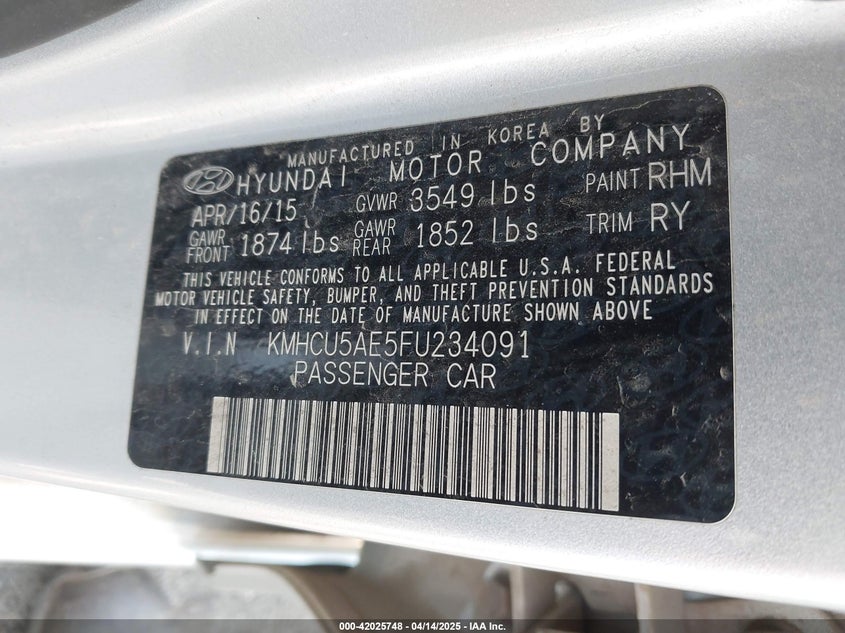 MANUFACTURED IN KOREA BY
HYUNDAI MOTOR COMPANY
APR/16/15 GVWR 3549 lbs PAINT RHM
GAWR FRONT 1874 lbs GAWR REAR 1852 lbs TRIM RY
THIS VEHICLE CONFORMS TO ALL APPLICABLE U.S.A. FEDERAL
MOTOR VEHICLE SAFETY, BUMPER, AND THEFT PREVENTION STANDARDS
IN EFFECT ON THE DATE OF MANUFACTURE SHOWN ABOVE
V.I.N KMHCU5AE5FU234091
PASSENGER CAR
000-42025748 | 04/14/2025 | IAA Inc.